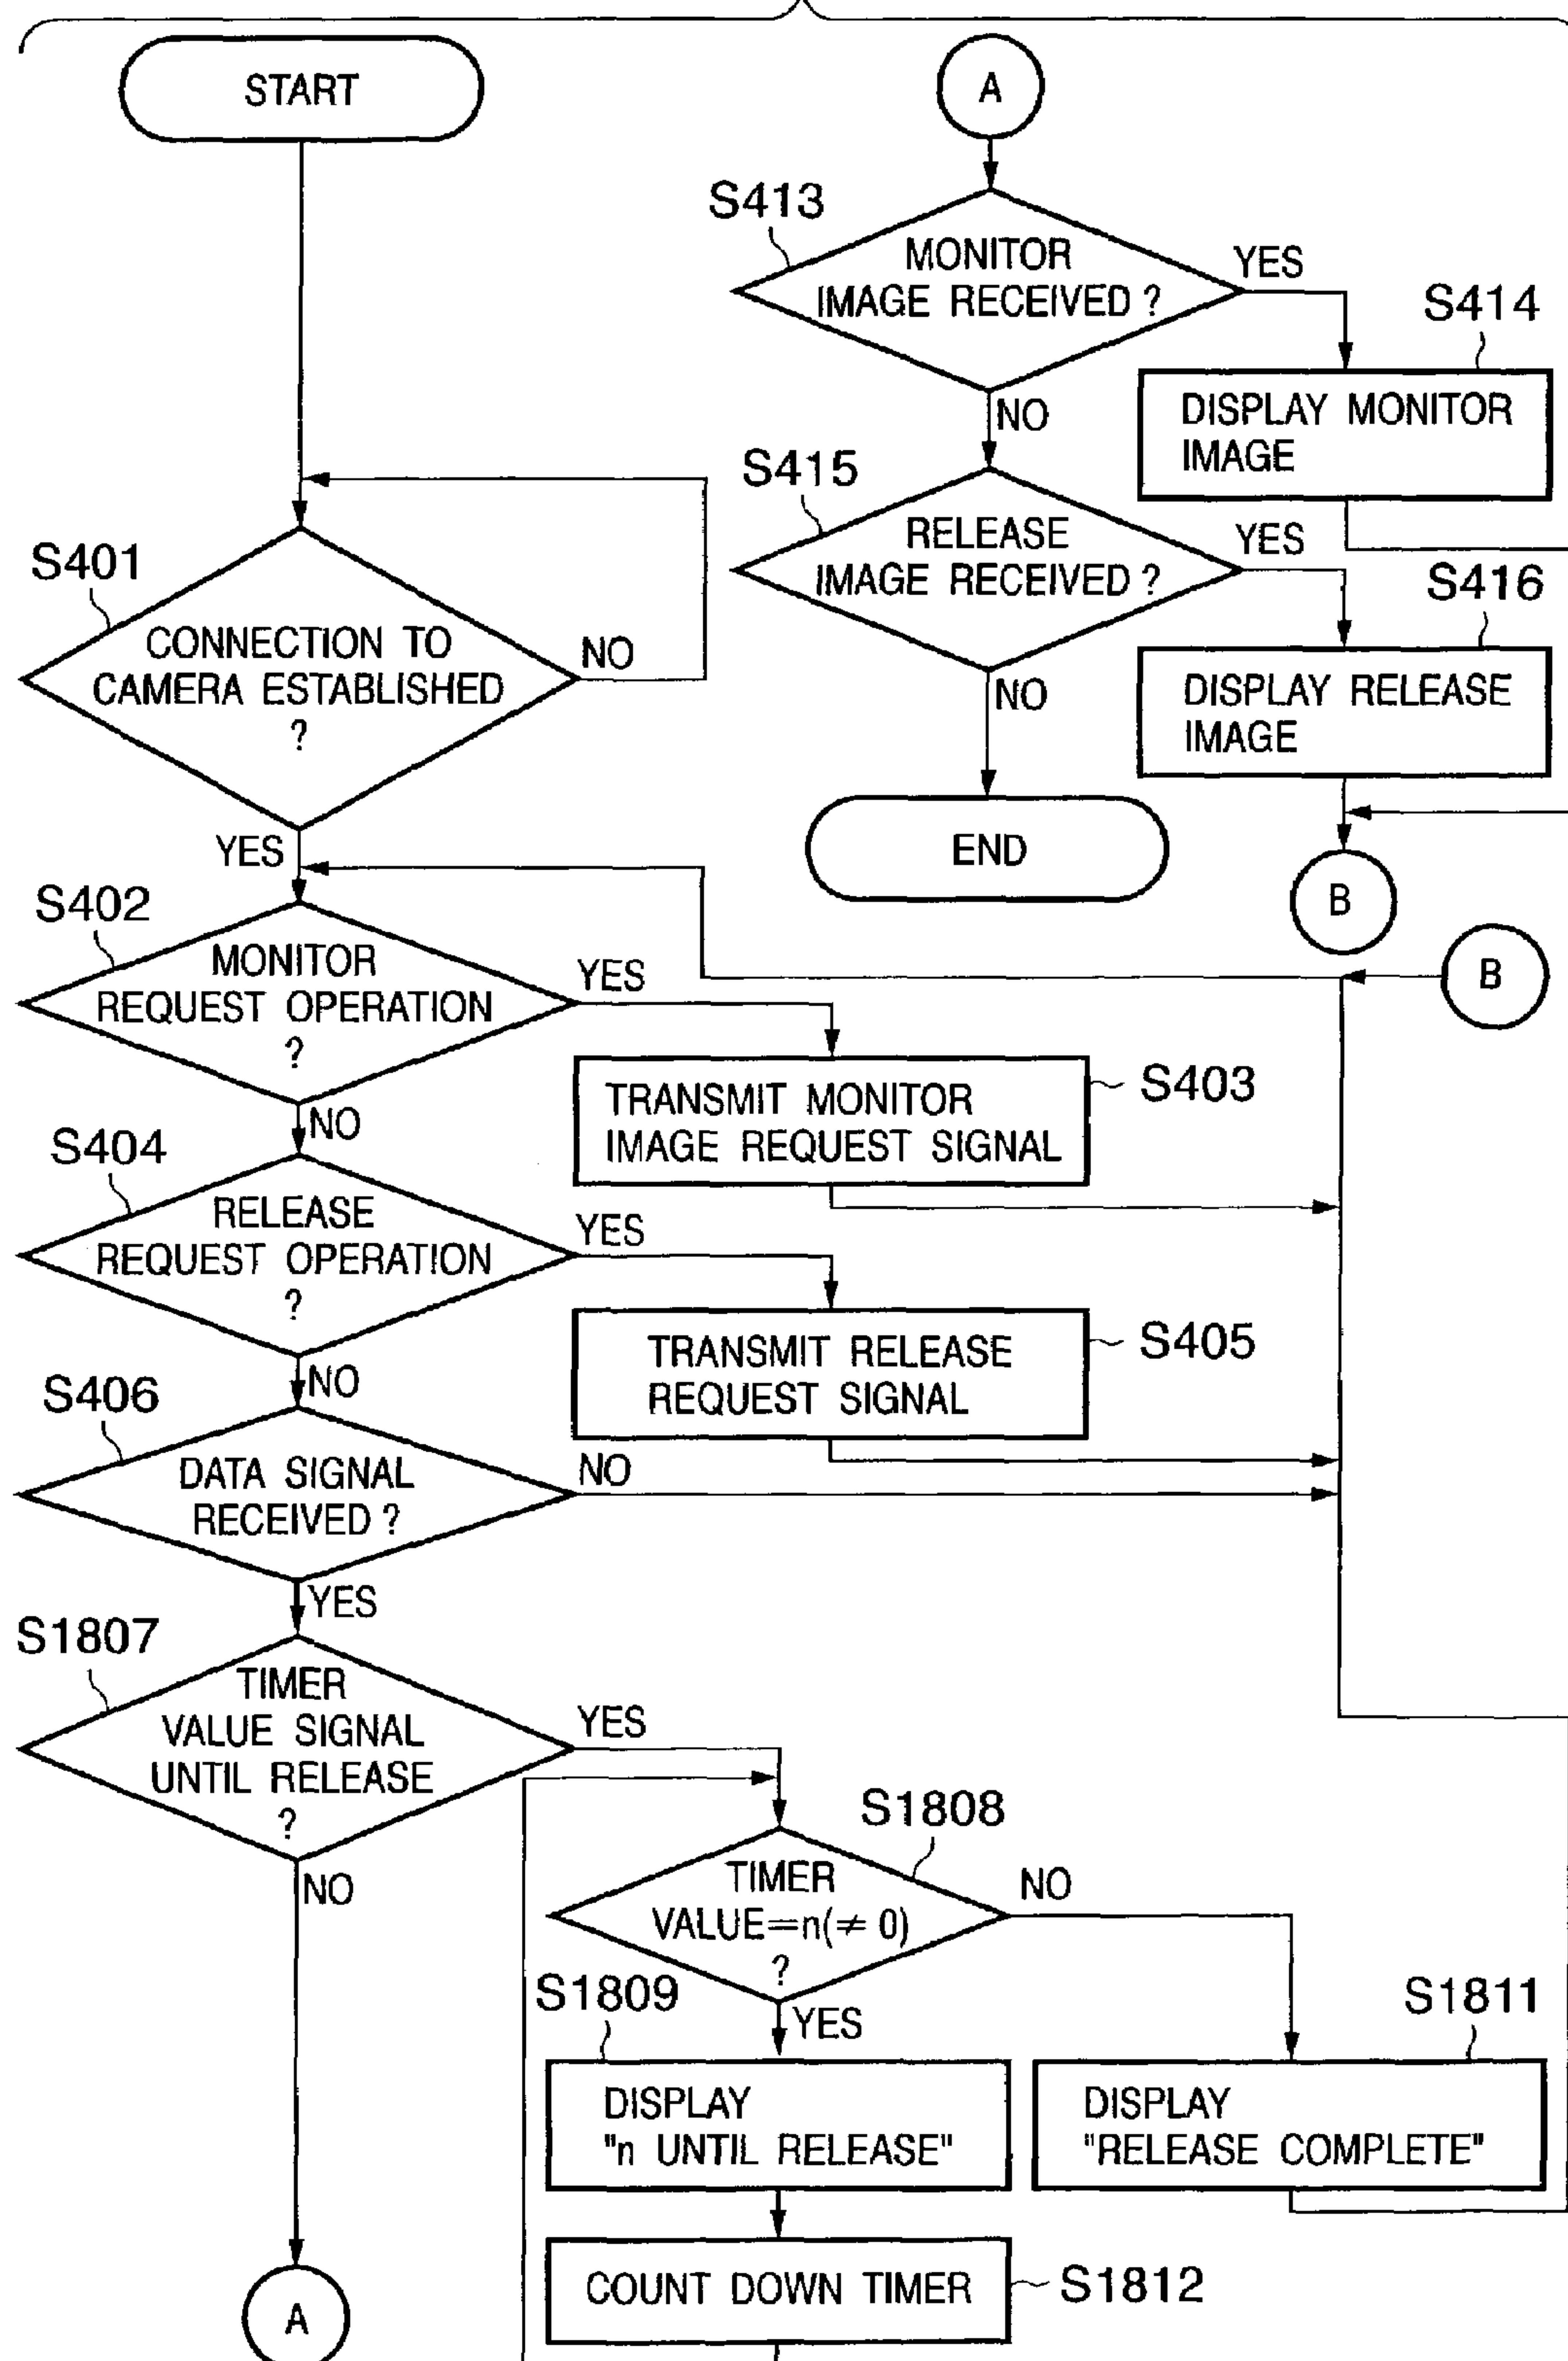 START
S401
CONNECTION TO
CAMERA ESTABLISHED
?
NO
YES
S402
MONITOR
REQUEST OPERATION
?
YES
NO
S403
TRANSMIT MONITOR
IMAGE REQUEST SIGNAL
S404
RELEASE
REQUEST OPERATION
?
YES
NO
S405
TRANSMIT RELEASE
REQUEST SIGNAL
S406
DATA SIGNAL
RECEIVED ?
NO
YES
S1807
TIMER
VALUE SIGNAL
UNTIL RELEASE
?
YES
NO
S1808
TIMER
VALUE=n(≠ 0)
?
NO
YES
S1809
DISPLAY
"n UNTIL RELEASE"
S1811
DISPLAY
"RELEASE COMPLETE"
COUNT DOWN TIMER
S1812
A
A
S413
MONITOR
IMAGE RECEIVED ?
YES
NO
S414
DISPLAY MONITOR
IMAGE
S415
RELEASE
IMAGE RECEIVED ?
YES
NO
S416
DISPLAY RELEASE
IMAGE
END
B
B